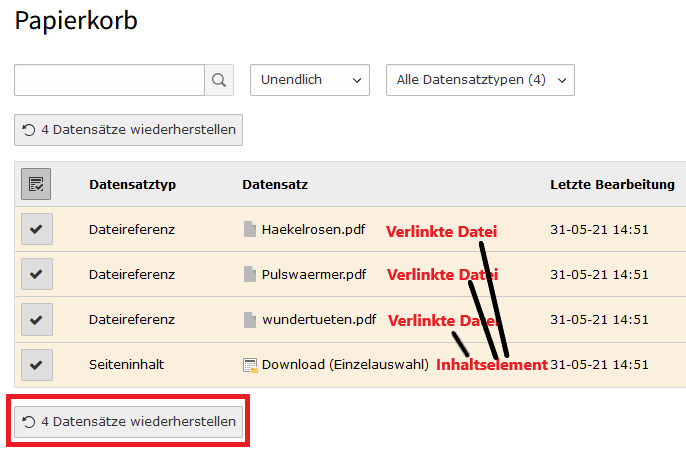 Papierkorb
Unendlich Alle Datensatztypen (4)
4 Datensätze wiederherstellen
Datensatztyp Datensatz Letzte Bearbeitung
Dateireferenz Haekelrosen.pdf Verlinkte Datei 31-05-21 14:51
Dateireferenz Pulswaermer.pdf Verlinkte Datei 31-05-21 14:51
Dateireferenz wundertueten.pdf Verlinkte Datei 31-05-21 14:51
Seiteninhalt Download (Einzelauswahl) Inhaltselement 31-05-21 14:51
4 Datensätze wiederherstellen